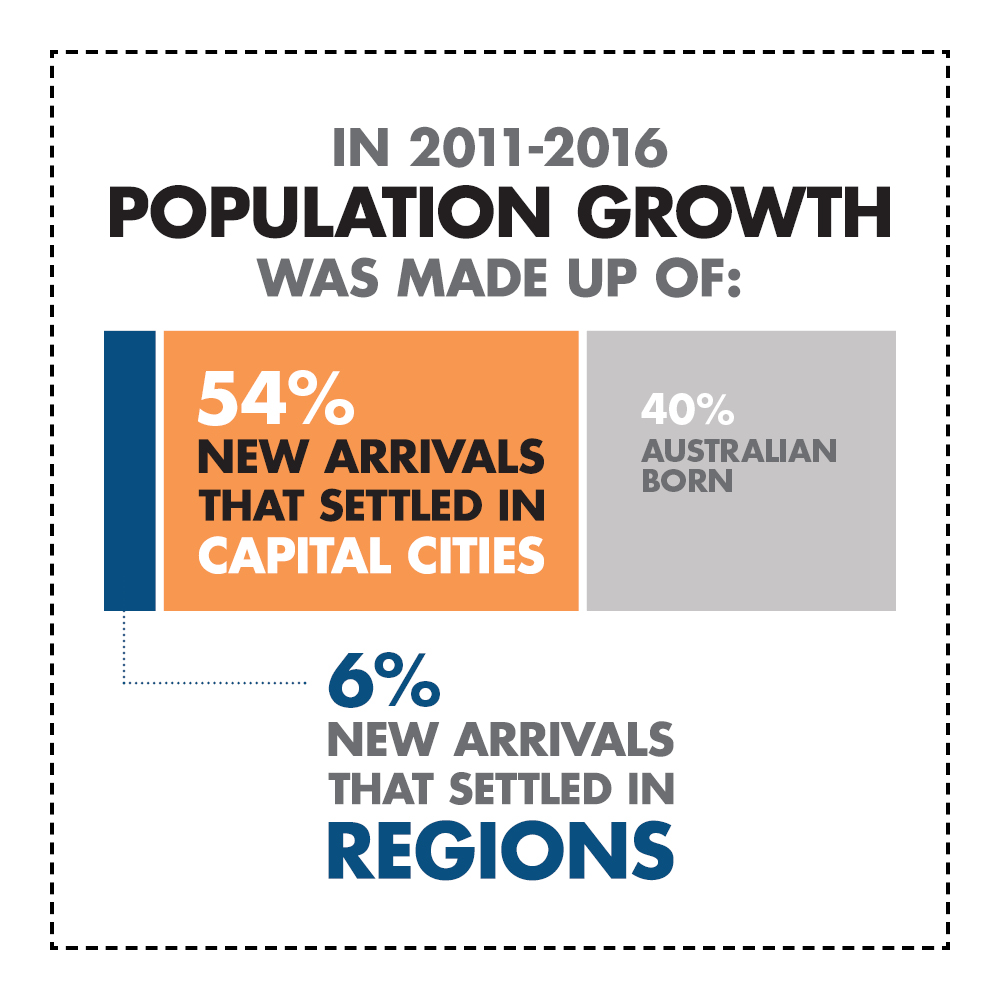 IN 2011-2016
POPULATION GROWTH
WAS MADE UP OF:
54%
NEW ARRIVALS
THAT SETTLED IN
CAPITAL CITIES
40%
AUSTRALIAN
BORN
6%
NEW ARRIVALS
THAT SETTLED IN
REGIONS